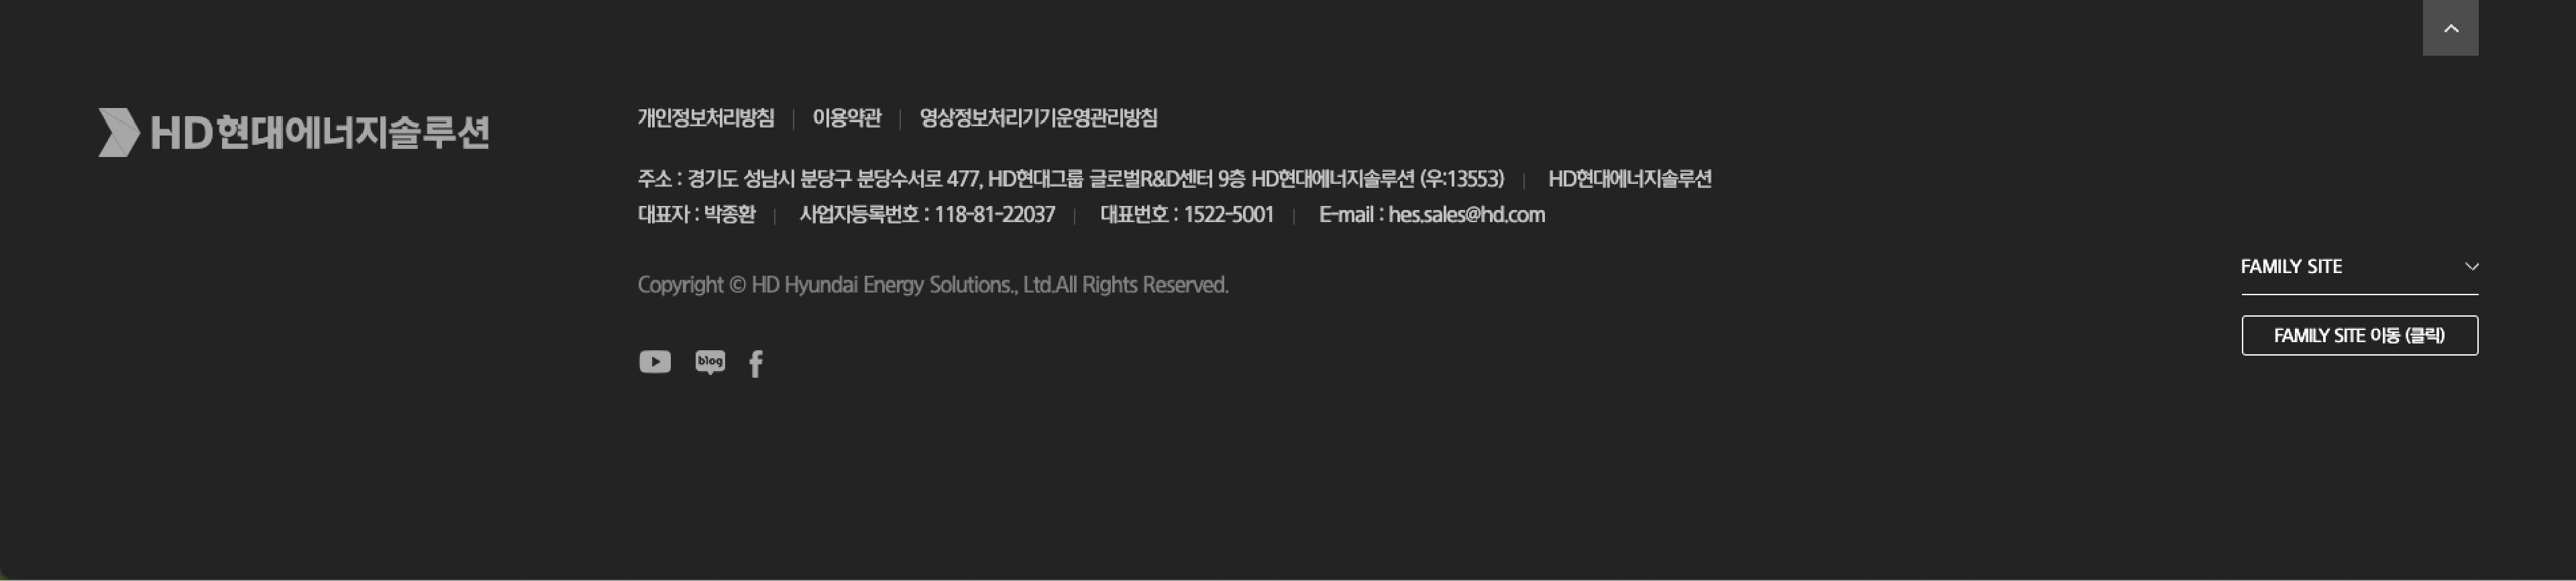 HD현대에너지솔루션
개인정보처리방침 | 이용약관 | 영상정보처리기기운영관리방침
주소 : 경기도 성남시 분당구 분당수서로 477, HD현대그룹 글로벌R&D센터 9층 HD현대에너지솔루션 (우:13553) | HD현대에너지솔루션
대표자 : 박종환 | 사업자등록번호 : 118-81-22037 | 대표번호 : 1522-5001 | E-mail : hes.sales@hd.com
Copyright © HD Hyundai Energy Solutions., Ltd.All Rights Reserved.
blog
FAMILY SITE
FAMILY SITE 이동 (클릭)